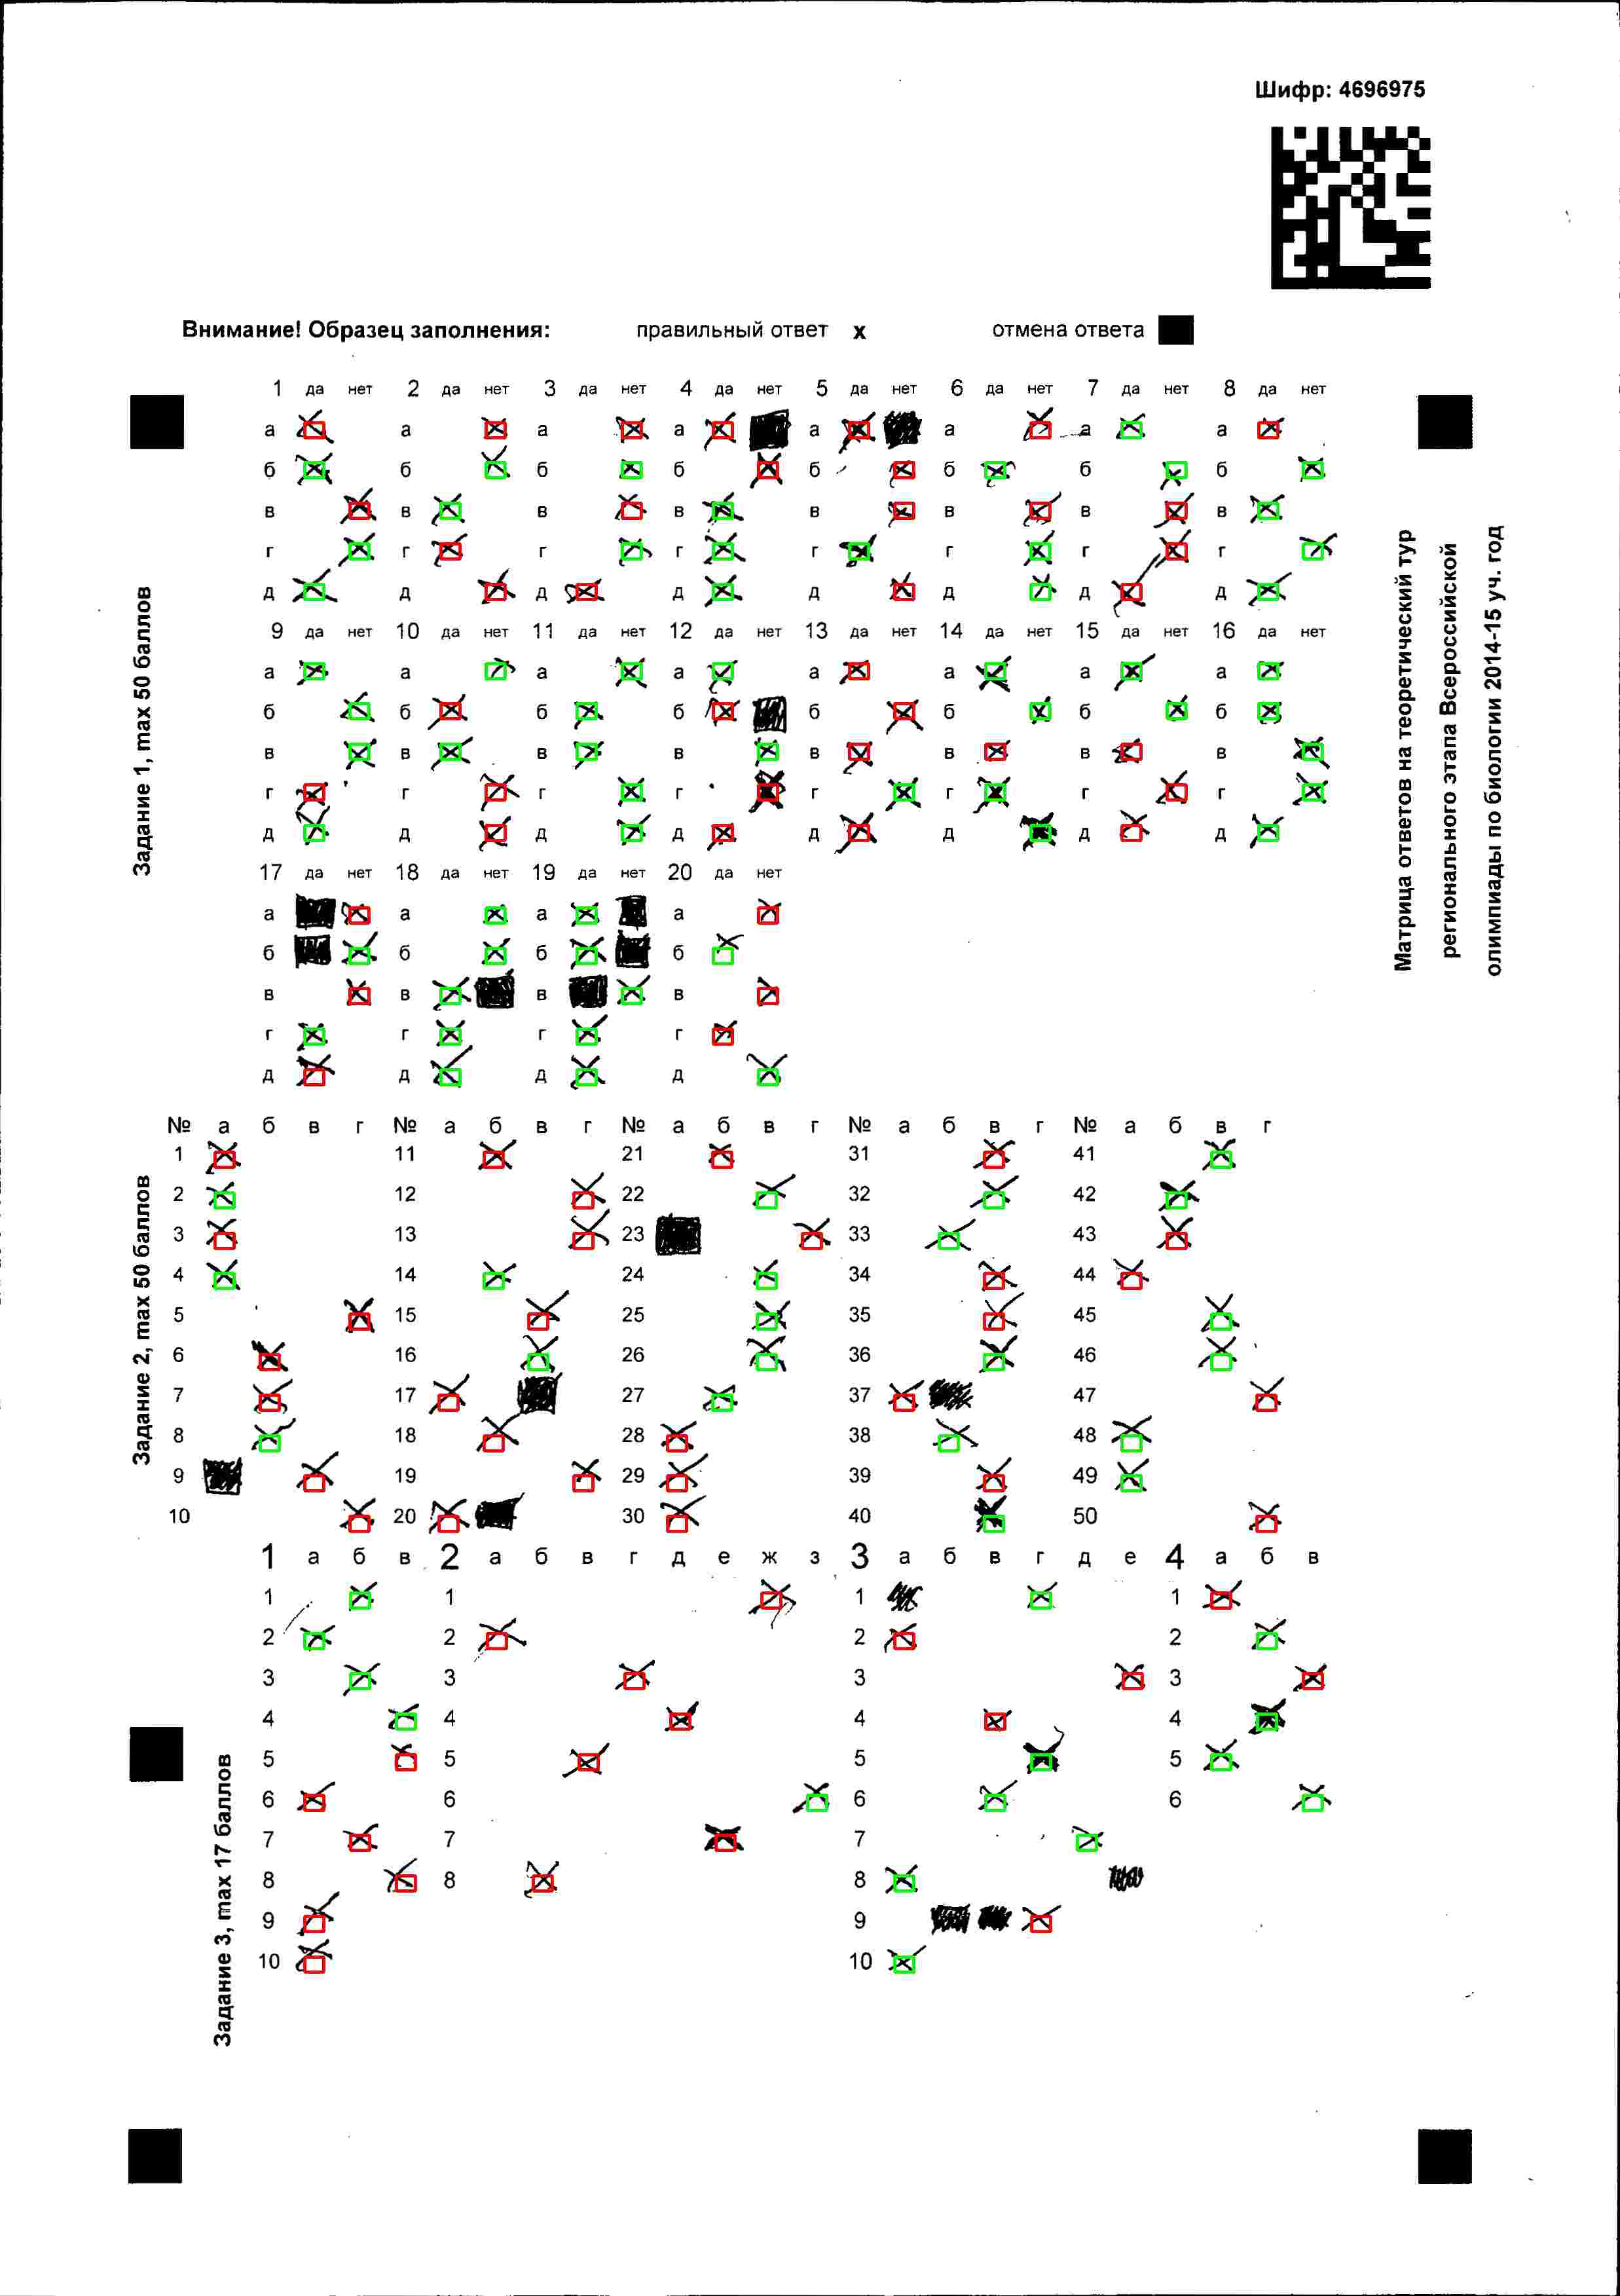 Шифр: 4696975
Внимание! Образец заполнения: правильный ответ x отмена ответа
1 да нет 2 да нет 3 да нет 4 да нет 5 да нет 6 да нет 7 да нет 8 да нет
а а а а а а а а
б б б б б б б б
в в в в в в в в
г г г г г г г г
д д д д д д д д
9 да нет 10 да нет 11 да нет 12 да нет 13 да нет 14 да нет 15 да нет 16 да нет
а а а а а а а а
б б б б б б б б
в в в в в в в в
г г г г г г г г
д д д д д д д д
17 да нет 18 да нет 19 да нет 20 да нет
а а а а
б б б б
в в в в
г г г г
д д д д
Задание 1, max 50 баллов
Матрица ответов на теоретический тур
регионального этапа Всероссийской
олимпиады по биологии 2014-15 уч. год
№ а б в г № а б в г № а б в г № а б в г № а б в г
1 11 21 31 41
2 12 22 32 42
3 13 23 33 43
4 14 24 34 44
5 15 25 35 45
6 16 26 36 46
7 17 27 37 47
8 18 28 38 48
9 19 29 39 49
10 20 30 40 50
Задание 2, max 50 баллов
1 а б в 2 а б в г д е ж з 3 а б в г д е 4 а б в
1 1 1 1
2 2 2 2
3 3 3 3
4 4 4 4
5 5 5 5
6 6 6 6
7 7 7
8 8 8
9 9
10 10
Задание 3, max 17 баллов